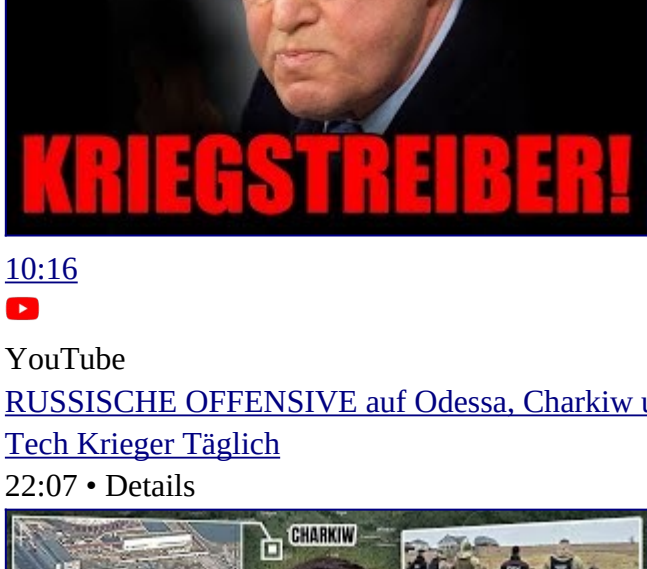 KRIEGSTREIBER!
10:16
YouTube
RUSSISCHE OFFENSIVE auf Odessa, Charkiw
Tech Krieger Täglich
22:07 • Details
CHARKIW